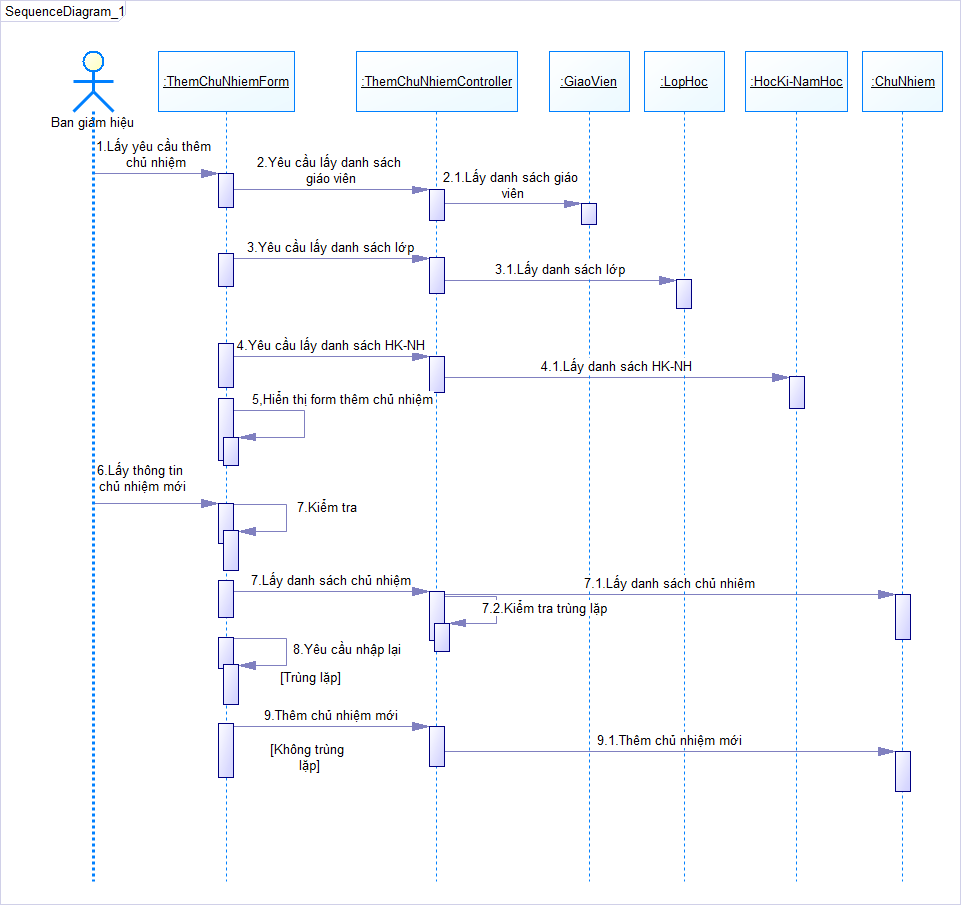 SequenceDiagram_1
:ThemChuNhiemForm
:ThemChuNhiemController
:GiaoVien
:LopHoc
:HocKi-NamHoc
:ChuNhiem
Ban giám hiệu
1.Lấy yêu cầu thêm
chủ nhiệm
2.Yêu cầu lấy danh sách
giáo viên
2.1.Lấy danh sách giáo
viên
3.Yêu cầu lấy danh sách lớp
3.1.Lấy danh sách lớp
4.Yêu cầu lấy danh sách HK-NH
4.1.Lấy danh sách HK-NH
5,Hiển thị form thêm chủ nhiệm
6.Lấy thông tin
chủ nhiệm mới
7.Kiểm tra
7.Lấy danh sách chủ nhiệm
7.1.Lấy danh sách chủ nhiêm
7.2.Kiểm tra trùng lặp
8.Yêu cầu nhập lại
[Trùng lặp]
9.Thêm chủ nhiệm mới
[Không trùng
lặp]
9.1.Thêm chủ nhiệm mới